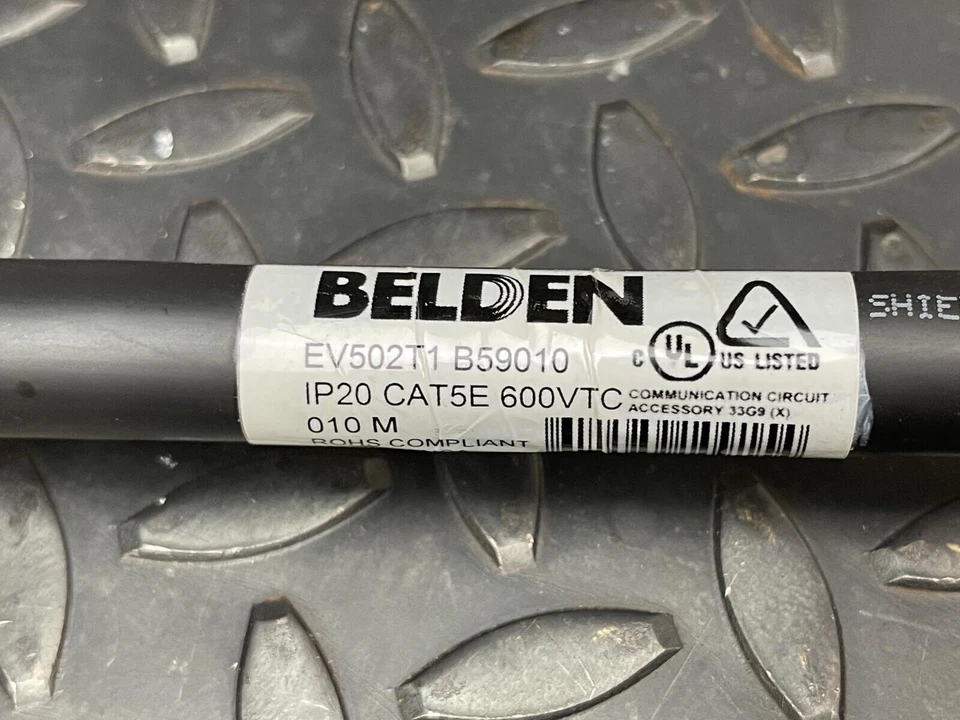 BELDEN
EV502T1 B59010
IP20 CAT5E 600VTC
010 M
ROHS COMPLIANT
C UL US LISTED
COMMUNICATION CIRCUIT
ACCESSORY 33G9 (X)
SHIE